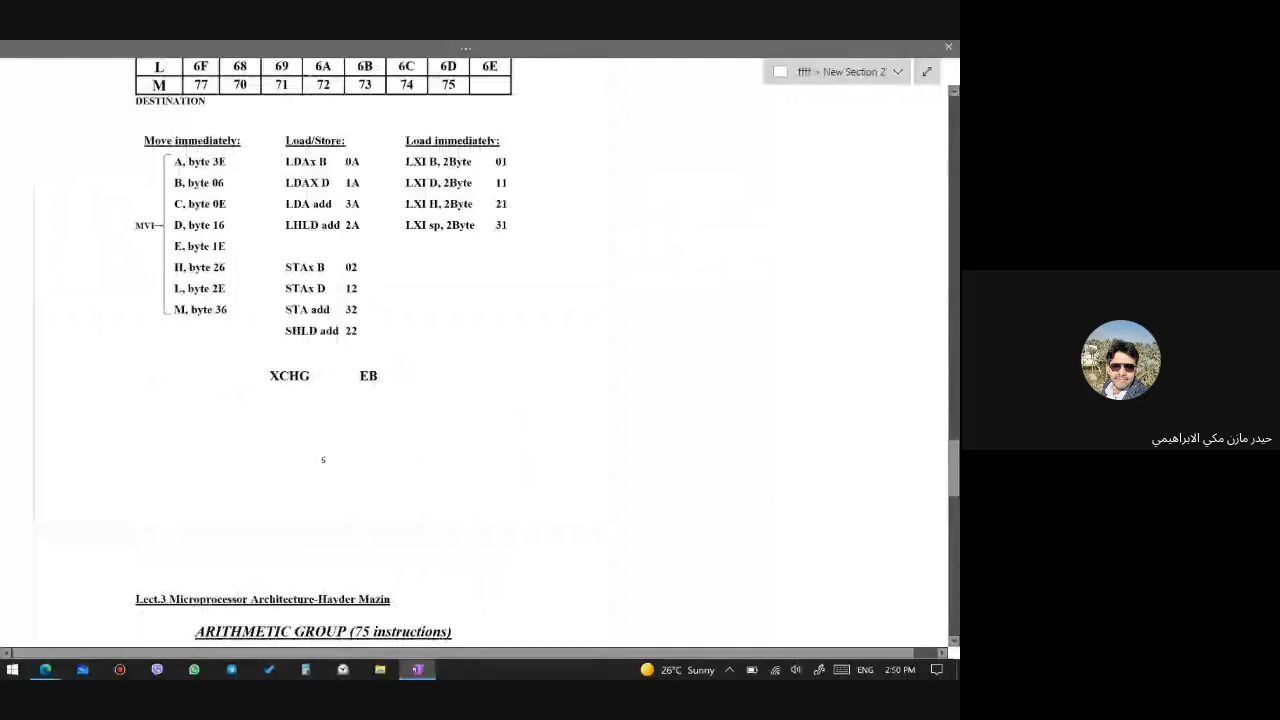 L 6F 68 69 6A 6B 6C 6D 6E
M 77 70 71 72 73 74 75
DESTINATION
ffff > New Section 2
Move immediately: Load/Store: Load immediately:
A, byte 3E LDAx B 0A LXI B, 2Byte 01
B, byte 06 LDAX D 1A LXI D, 2Byte 11
C, byte 0E LDA add 3A LXI H, 2Byte 21
MVI D, byte 16 LHLD add 2A LXI sp, 2Byte 31
E, byte 1E
H, byte 26 STAx B 02
L, byte 2E STAx D 12
M, byte 36 STA add 32
SHLD add 22
XCHG EB
5
Lect.3 Microprocessor Architecture-Hayder Mazin
ARITHMETIC GROUP (75 instructions)
حيدر مازن مكي الابراهيمي
26°C Sunny ENG 2:50 PM